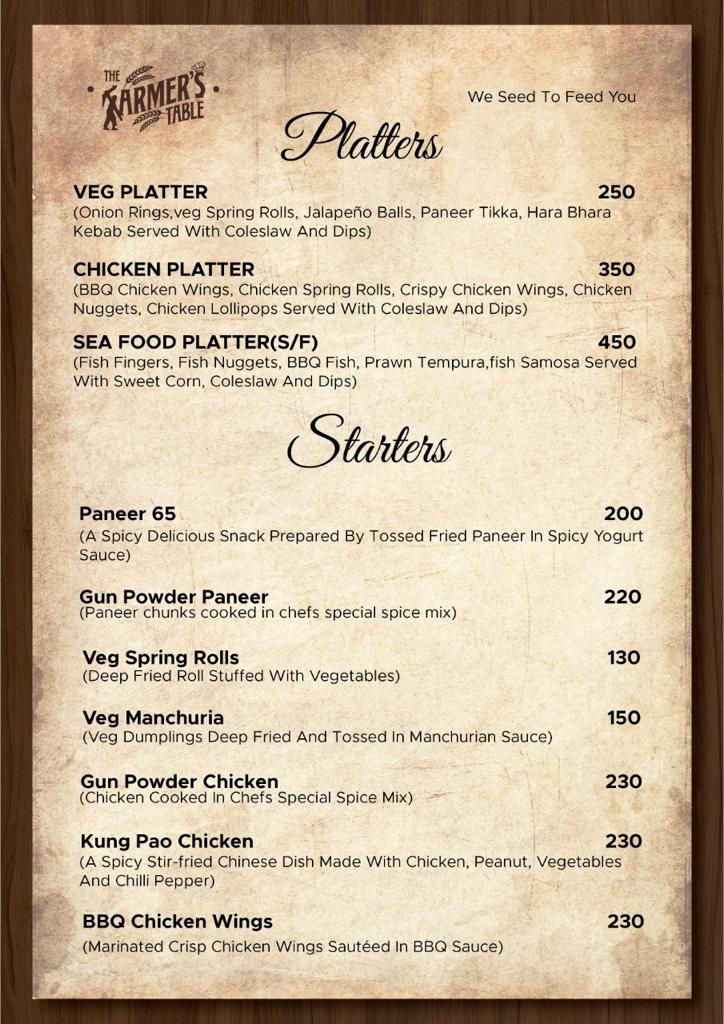 THE
FARMER'S
TABLE
We Seed To Feed You
Platters
VEG PLATTER 250
(Onion Rings,veg Spring Rolls, Jalapeño Balls, Paneer Tikka, Hara Bhara
Kebab Served With Coleslaw And Dips)
CHICKEN PLATTER 350
(BBQ Chicken Wings, Chicken Spring Rolls, Crispy Chicken Wings, Chicken
Nuggets, Chicken Lollipops Served With Coleslaw And Dips)
SEA FOOD PLATTER(S/F) 450
(Fish Fingers, Fish Nuggets, BBQ Fish, Prawn Tempura,fish Samosa Served
With Sweet Corn, Coleslaw And Dips)
Starters
Paneer 65 200
(A Spicy Delicious Snack Prepared By Tossed Fried Paneer In Spicy Yogurt
Sauce)
Gun Powder Paneer 220
(Paneer chunks cooked in chefs special spice mix)
Veg Spring Rolls 130
(Deep Fried Roll Stuffed With Vegetables)
Veg Manchuria 150
(Veg Dumplings Deep Fried And Tossed In Manchurian Sauce)
Gun Powder Chicken 230
(Chicken Cooked In Chefs Special Spice Mix)
Kung Pao Chicken 230
(A Spicy Stir-fried Chinese Dish Made With Chicken, Peanut, Vegetables
And Chilli Pepper)
BBQ Chicken Wings 230
(Marinated Crisp Chicken Wings Sautéed In BBQ Sauce)